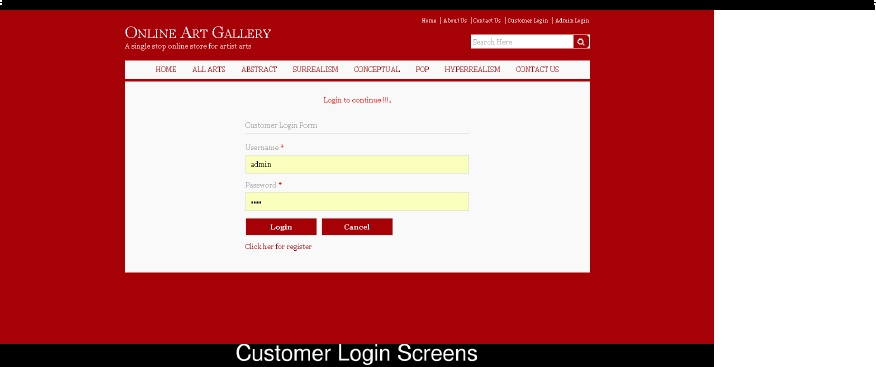 Home | About Us | Contact Us | Customer Login | Admin Login
ONLINE ART GALLERY
A single stop online store for artist arts
Search Here
HOME ALL ARTS ABSTRACT SURREALISM CONCEPTUAL POP HYPERREALISM CONTACT US
Login to continue !!!.
Customer Login Form
Username *
admin
Password *
••••
Login Cancel
Click her for register
Customer Login Screens